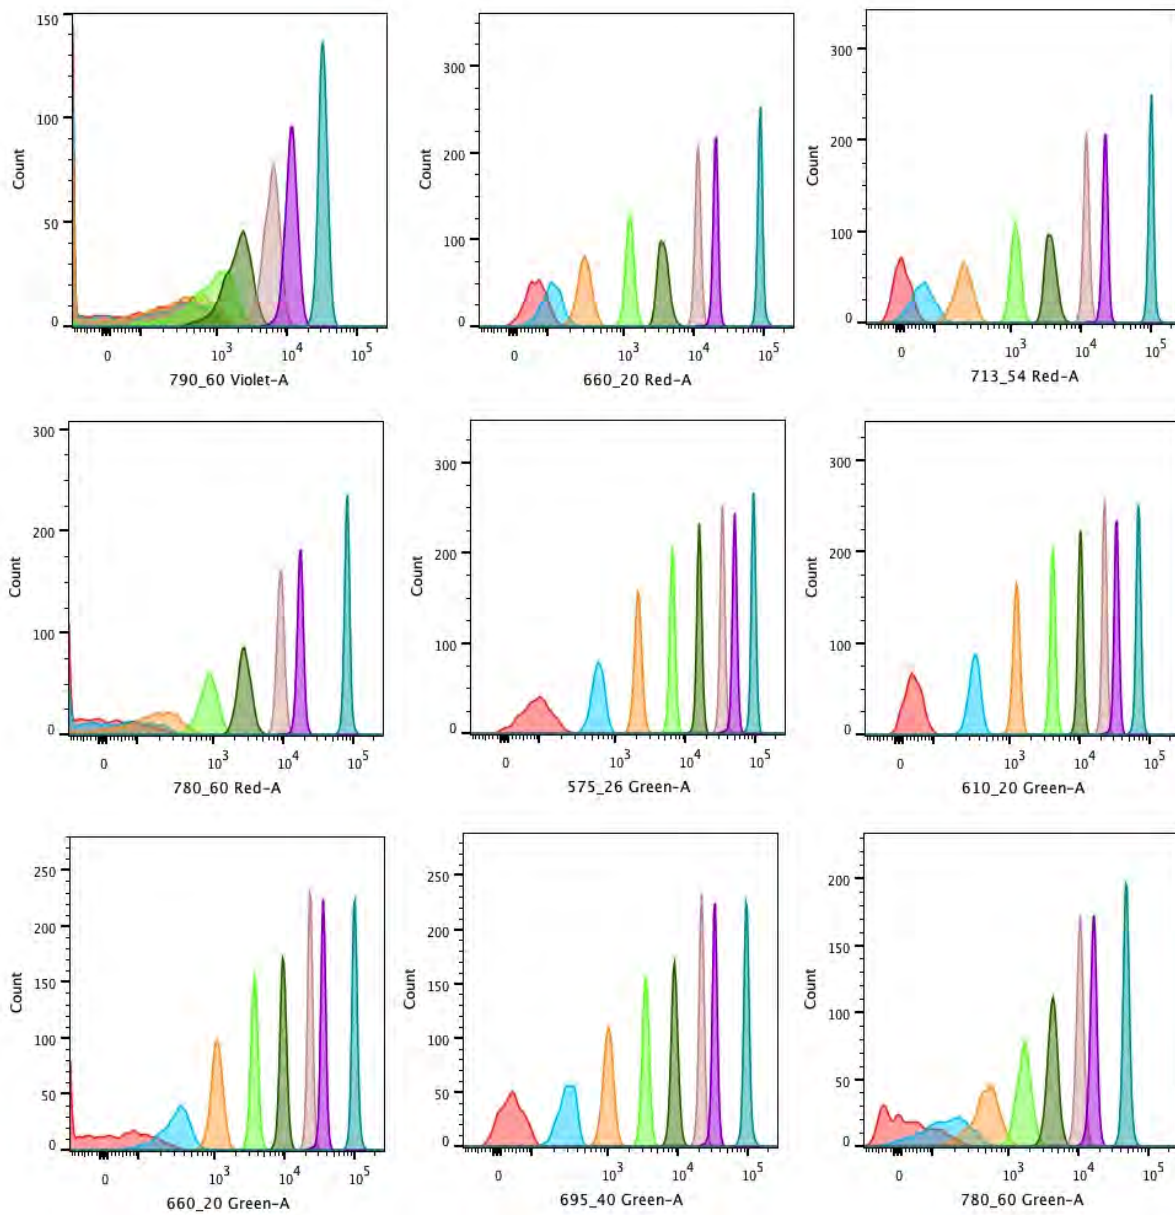 150
100
50
0
Count
0 10³ 10⁴ 10⁵
790_60 Violet-A
300
200
100
0
Count
0 10³ 10⁴ 10⁵
660_20 Red-A
300
200
100
0
Count
0 10³ 10⁴ 10⁵
713_54 Red-A
300
200
100
0
Count
0 10³ 10⁴ 10⁵
780_60 Red-A
300
200
100
0
Count
0 10³ 10⁴ 10⁵
575_26 Green-A
300
200
100
0
Count
0 10³ 10⁴ 10⁵
610_20 Green-A
250
200
150
100
50
0
Count
0 10³ 10⁴ 10⁵
660_20 Green-A
250
200
150
100
50
0
Count
0 10³ 10⁴ 10⁵
695_40 Green-A
200
150
100
50
0
Count
0 10³ 10⁴ 10⁵
780_60 Green-A